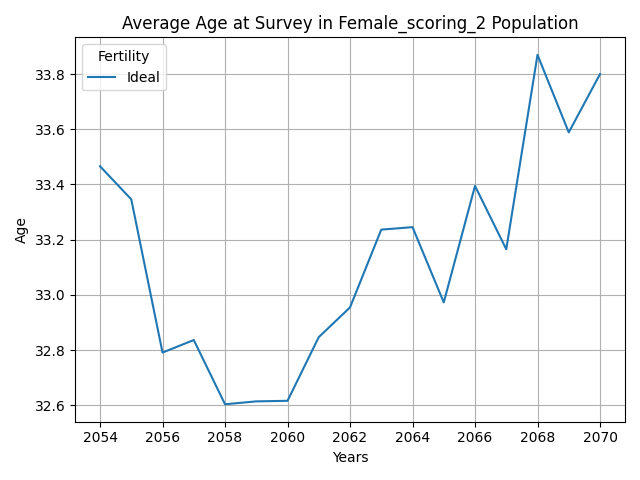 Average Age at Survey in Female_scoring_2 Population
Fertility
Ideal
33.8
33.6
33.4
33.2
33.0
32.8
32.6
Age
2054 2056 2058 2060 2062 2064 2066 2068 2070
Years